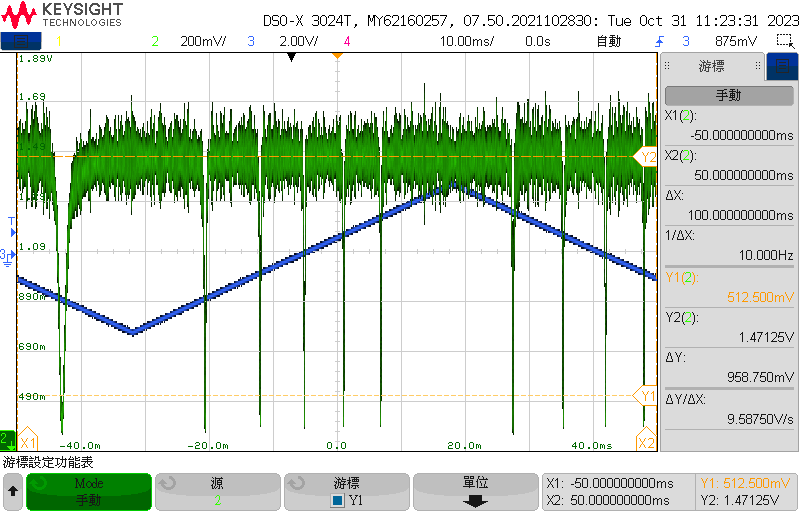 KEYSIGHT
TECHNOLOGIES
DSO-X 3024T, MY62160257, 07.50.2021102830: Tue Oct 31 11:23:31 2023
1 2 200mV/ 3 2.00V/ 4 10.00ms/ 0.0s 自動 3 875mV
1.89V
1.69
1.49
1.29
1.09
890m
690m
490m
T
3
2
Y2
Y1
X1
X2
-40.0m -20.0m 0.0 20.0m 40.0ms
游標
手動
X1(2):
-50.000000000ms
X2(2):
50.000000000ms
ΔX:
100.000000000ms
1/ΔX:
10.000Hz
Y1(2):
512.500mV
Y2(2):
1.47125V
ΔY:
958.750mV
ΔY/ΔX:
9.58750V/s
游標設定功能表
Mode
手動
源
2
游標
Y1
單位
X1: -50.000000000ms
X2: 50.000000000ms
Y1: 512.500mV
Y2: 1.47125V